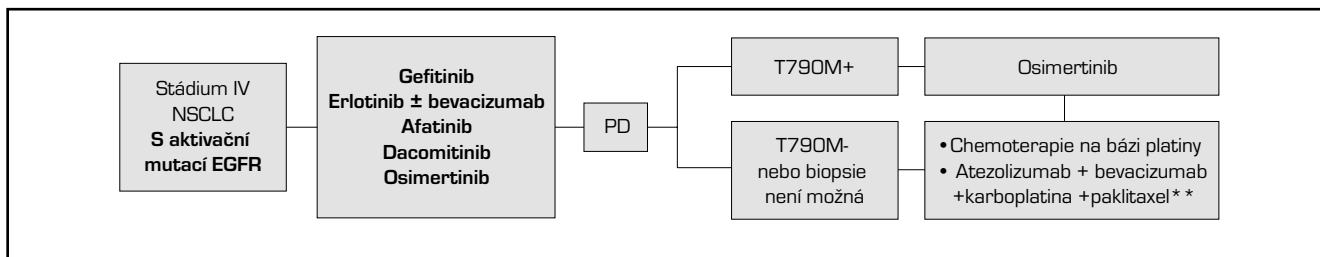 Stádium IV
NSCLC
S aktivační
mutací EGFR
Gefitinib
Erlotinib ± bevacizumab
Afatinib
Dacomitinib
Osimertinib
PD
T790M+
Osimertinib
T790M-
nebo biopsie
není možná
•Chemoterapie na bázi platiny
• Atezolizumab + bevacizumab
+karboplatina +paklitaxel**